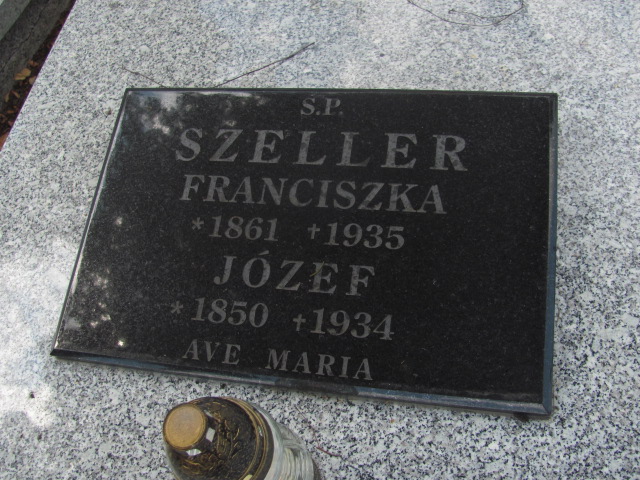 S.P.
SZELLER
FRANCISZKA
*1861 +1935
JÓZEF
*1850 +1934
AVE MARIA